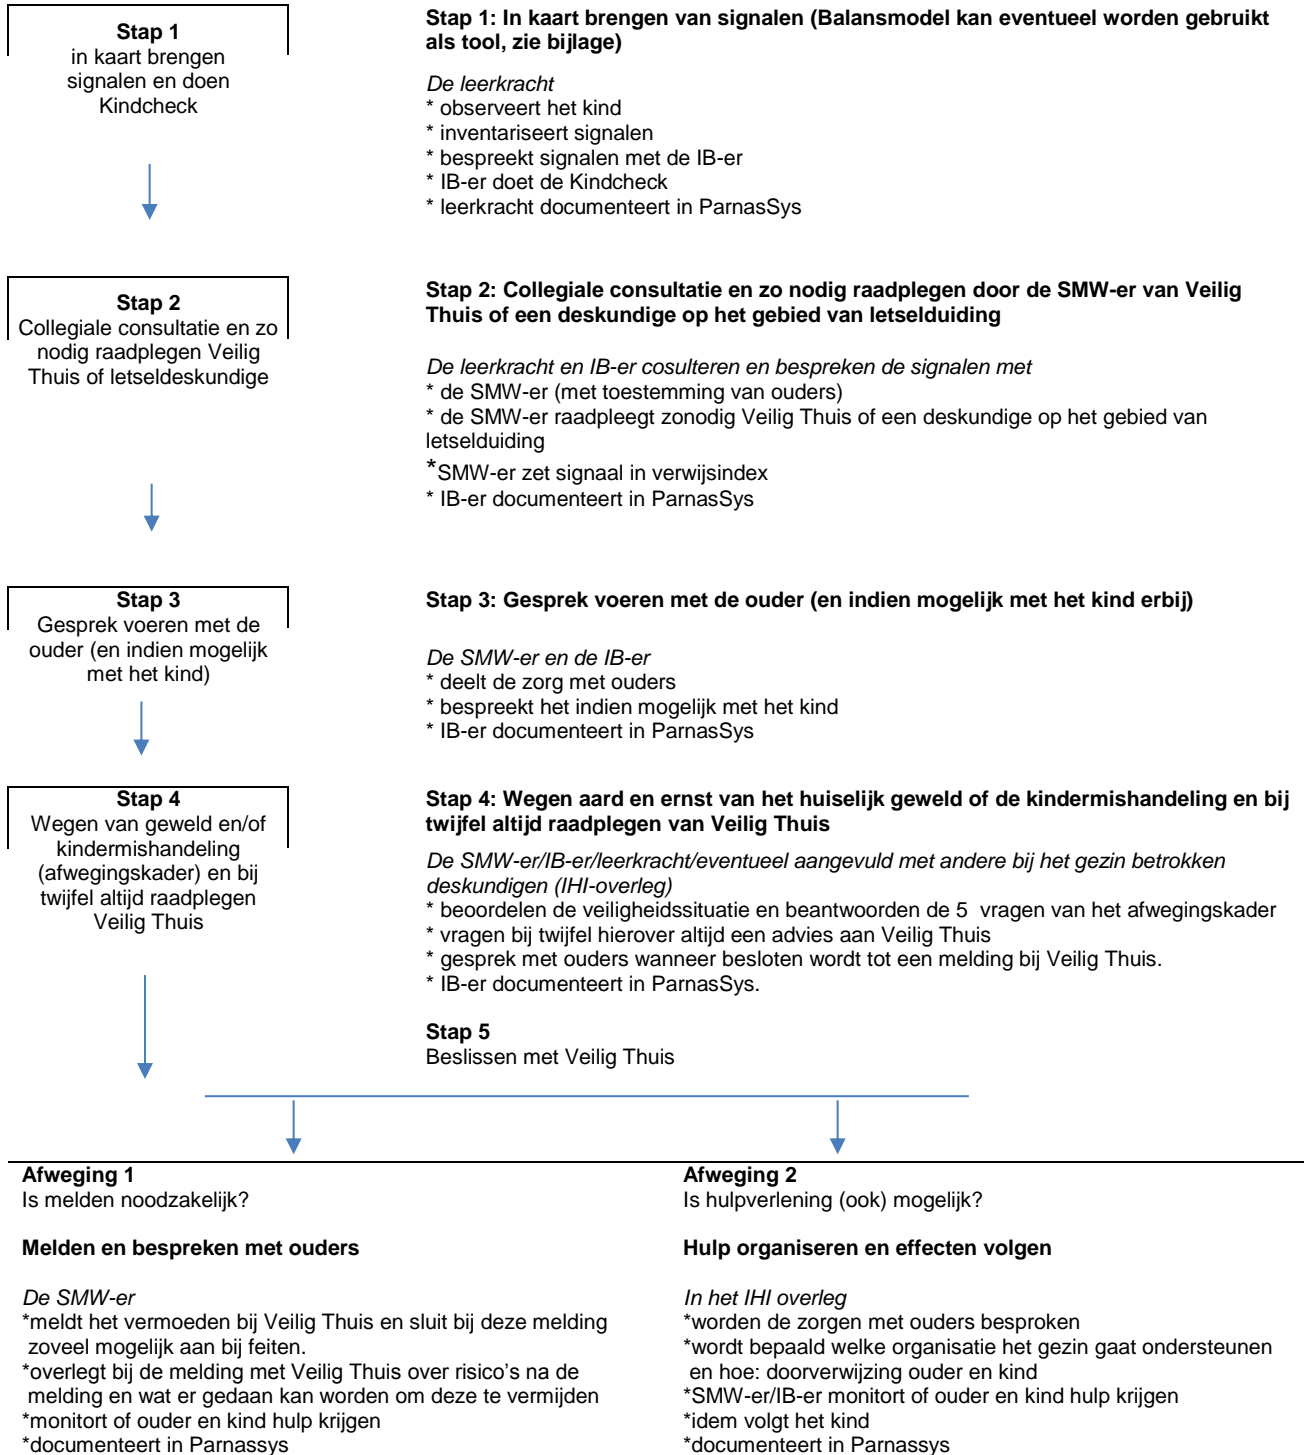 Stap 1
in kaart brengen
signalen en doen
Kindcheck
Stap 1: In kaart brengen van signalen (Balansmodel kan eventueel worden gebruikt
als tool, zie bijlage)
De leerkracht
* observeert het kind
* inventariseert signalen
* bespreekt signalen met de IB-er
* IB-er doet de Kindcheck
* leerkracht documenteert in ParnasSys
Stap 2
Collegiale consultatie en zo
nodig raadplegen Veilig
Thuis of letseldeskundige
Stap 2: Collegiale consultatie en zo nodig raadplegen door de SMW-er van Veilig
Thuis of een deskundige op het gebied van letselduiding
De leerkracht en IB-er cosulteren en bespreken de signalen met
* de SMW-er (met toestemming van ouders)
* de SMW-er raadpleegt zonodig Veilig Thuis of een deskundige op het gebied van
letselduiding
*SMW-er zet signaal in verwijsindex
* IB-er documenteert in ParnasSys
Stap 3
Gesprek voeren met de
ouder (en indien mogelijk
met het kind)
Stap 3: Gesprek voeren met de ouder (en indien mogelijk met het kind erbij)
De SMW-er en de IB-er
* deelt de zorg met ouders
* bespreekt het indien mogelijk met het kind
* IB-er documenteert in ParnasSys
Stap 4
Wegen van geweld en/of
kindermishandeling
(afwegingskader) en bij
twijfel altijd raadplegen
Veilig Thuis
Stap 4: Wegen aard en ernst van het huiselijk geweld of de kindermishandeling en bij
twijfel altijd raadplegen van Veilig Thuis
De SMW-er/IB-er/leerkracht/eventueel aangevuld met andere bij het gezin betrokken
deskundigen (IHI-overleg)
* beoordelen de veiligheidssituatie en beantwoorden de 5 vragen van het afwegingskader
* vragen bij twijfel hierover altijd een advies aan Veilig Thuis
* gesprek met ouders wanneer besloten wordt tot een melding bij Veilig Thuis.
* IB-er documenteert in ParnasSys.
Stap 5
Beslissen met Veilig Thuis
Afweging 1
Is melden noodzakelijk?
Melden en bespreken met ouders
De SMW-er
*meldt het vermoeden bij Veilig Thuis en sluit bij deze melding
zoveel mogelijk aan bij feiten.
*overlegt bij de melding met Veilig Thuis over risico's na de
melding en wat er gedaan kan worden om deze te vermijden
*monitort of ouder en kind hulp krijgen
*documenteert in Parnassys
Afweging 2
Is hulpverlening (ook) mogelijk?
Hulp organiseren en effecten volgen
In het IHI overleg
*worden de zorgen met ouders besproken
*wordt bepaald welke organisatie het gezin gaat ondersteunen
en hoe: doorverwijzing ouder en kind
*SMW-er/IB-er monitort of ouder en kind hulp krijgen
*idem volgt het kind
*documenteert in Parnassys